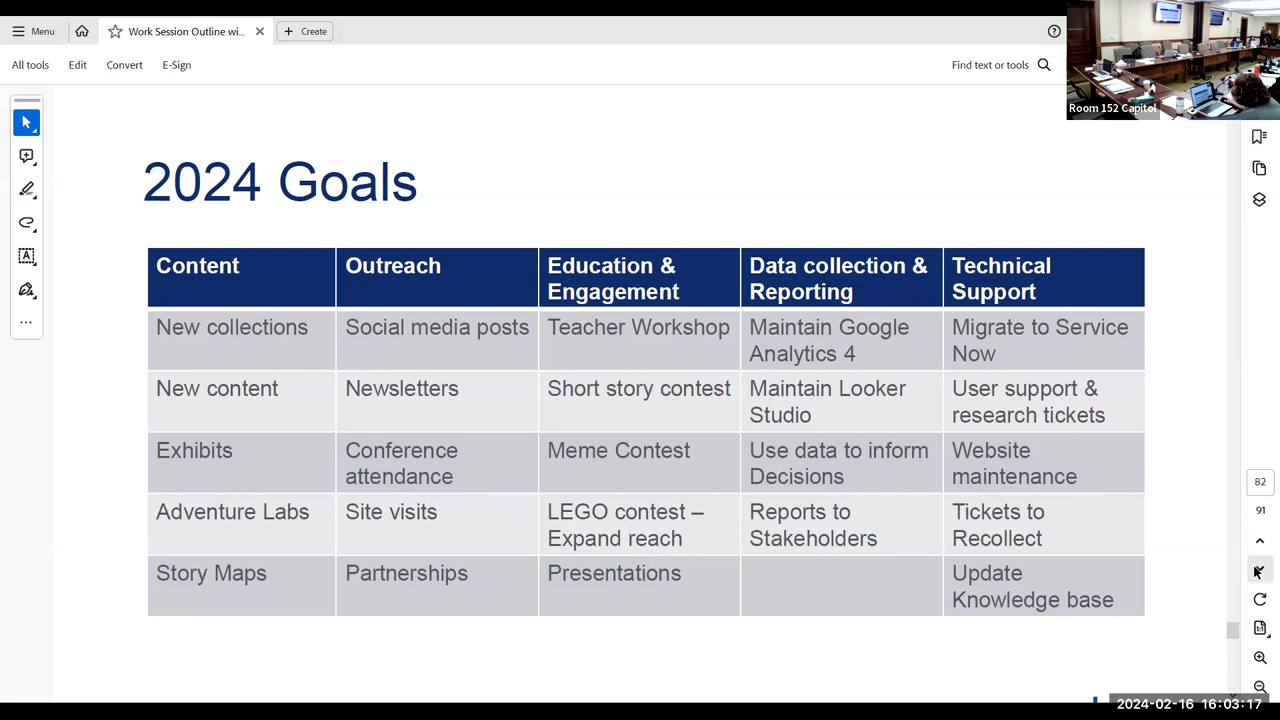 Menu
Work Session Outline wi...
Create
All tools
Edit
Convert
E-Sign
Find text or tools
Room 152 Capitol
2024 Goals
Content
Outreach
Education &
Engagement
Data collection &
Reporting
Technical
Support
New collections
Social media posts
Teacher Workshop
Maintain Google
Analytics 4
Migrate to Service
Now
New content
Newsletters
Short story contest
Maintain Looker
Studio
User support &
research tickets
Exhibits
Conference
attendance
Meme Contest
Use data to inform
Decisions
Website
maintenance
Adventure Labs
Site visits
LEGO contest –
Expand reach
Reports to
Stakeholders
Tickets to
Recollect
Story Maps
Partnerships
Presentations
Update
Knowledge base
82
91
2024-02-16 16:03:17